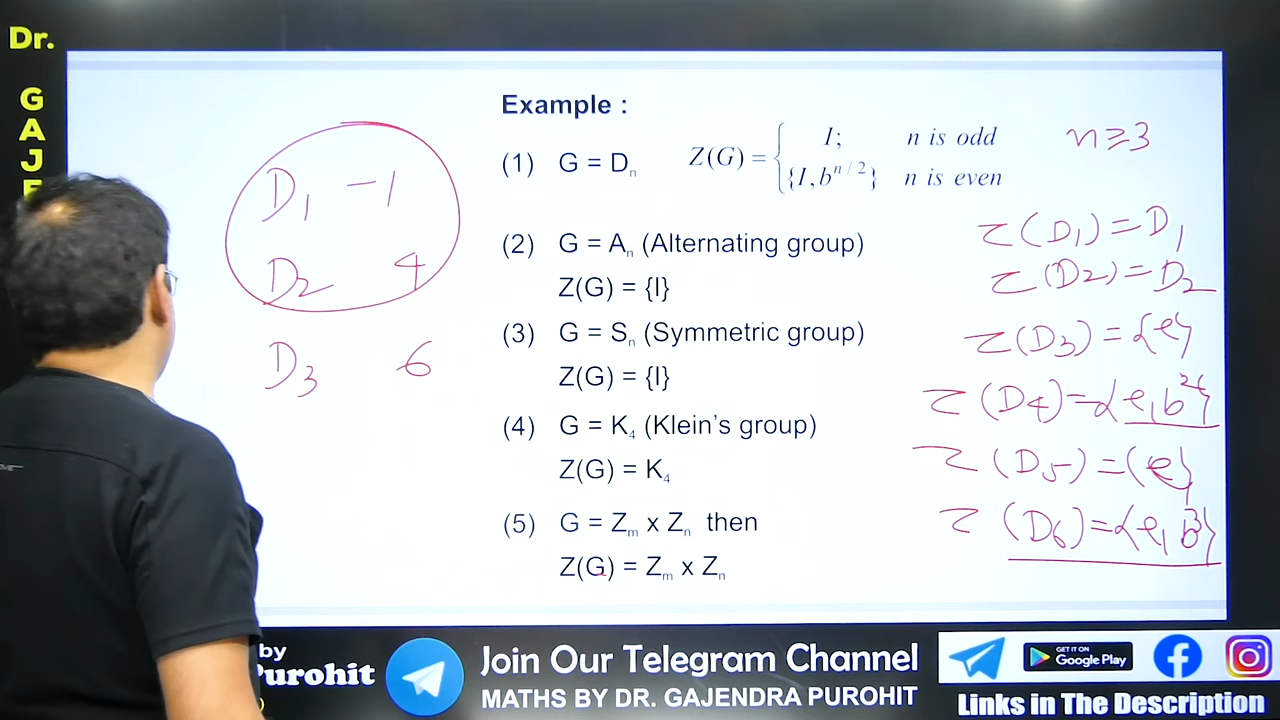 Dr.
G
A
J
Example :
(1) G = Dₙ Z(G) = { I; n is odd
{I, b^{n/2}} n is even
n ≥ 3
(2) G = Aₙ (Alternating group)
Z(G) = {I}
(3) G = Sₙ (Symmetric group)
Z(G) = {I}
(4) G = K₄ (Klein's group)
Z(G) = K₄
(5) G = Zₘ x Zₙ then
Z(G) = Zₘ x Zₙ
D₁ – 1
D₂ 4
D₃ 6
Z(D₁) = D₁
Z(D₂) = D₂
Z(D₃) = {e}
Z(D₄) = {e, b²}
Z(D₅) = {e}
Z(D₆) = {e, b³}
by
Purohit
Join Our Telegram Channel
MATHS BY DR. GAJENDRA PUROHIT
GET IT ON
Google Play
Links in The Description